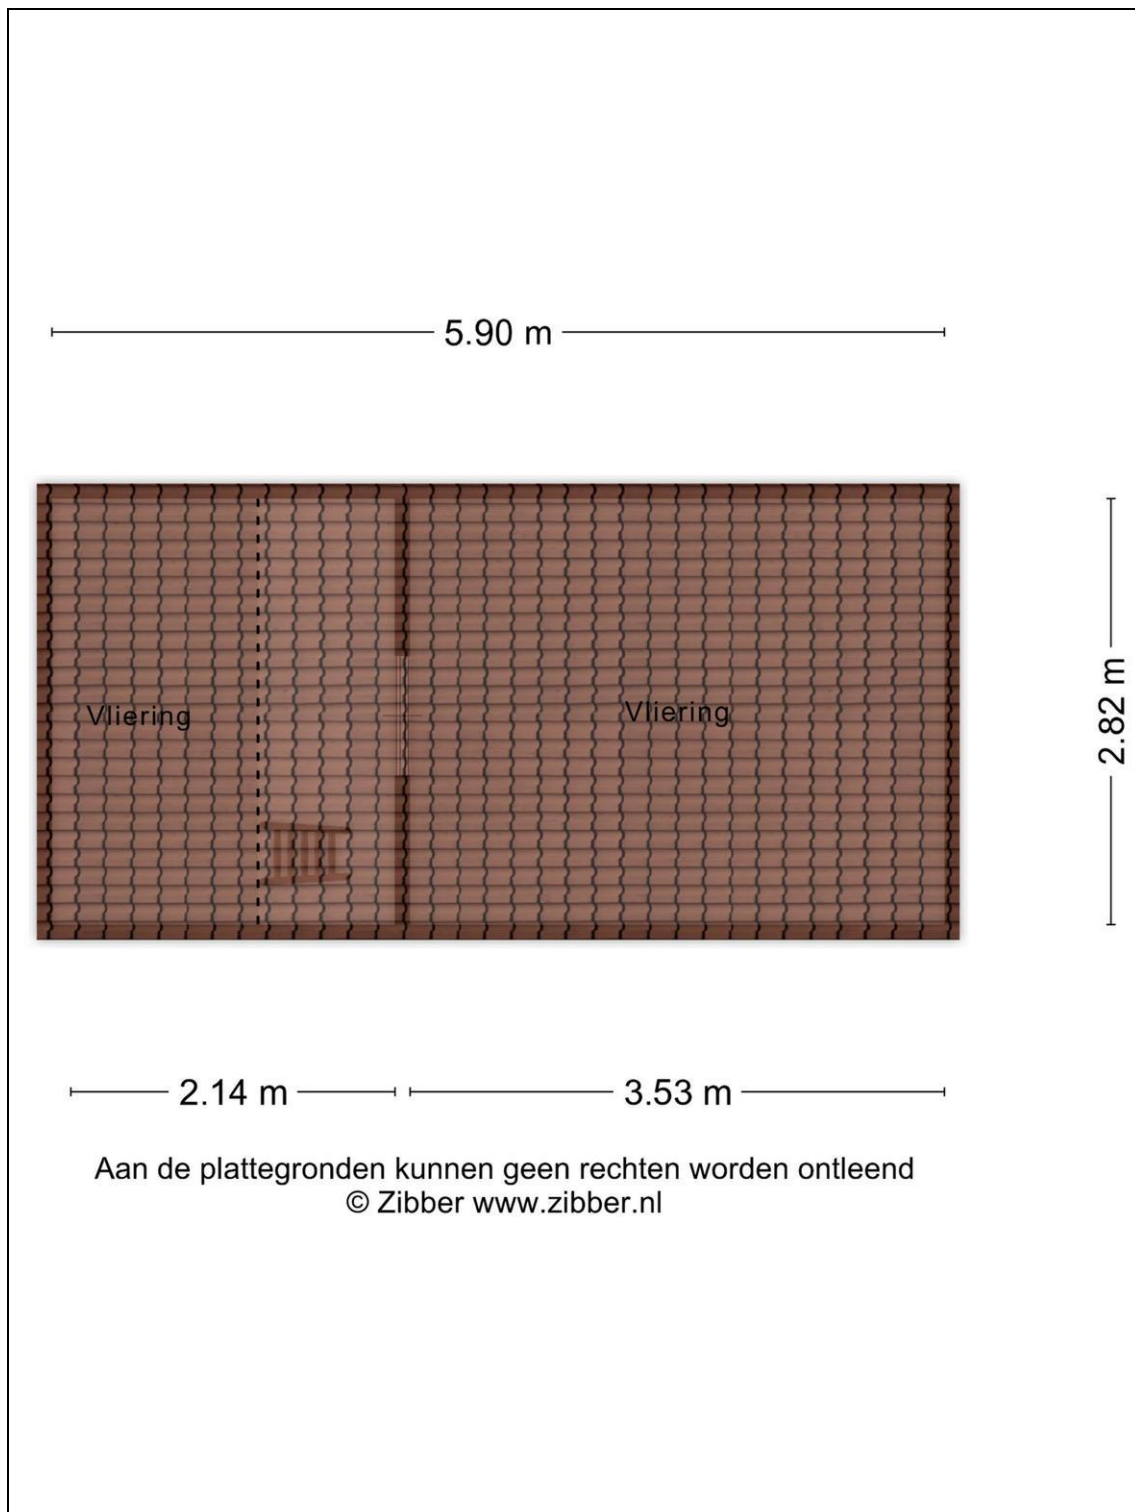 5.90 m
Vliering
Vliering
2.82 m
2.14 m
3.53 m
Aan de plattegronden kunnen geen rechten worden ontleend
© Zibber www.zibber.nl